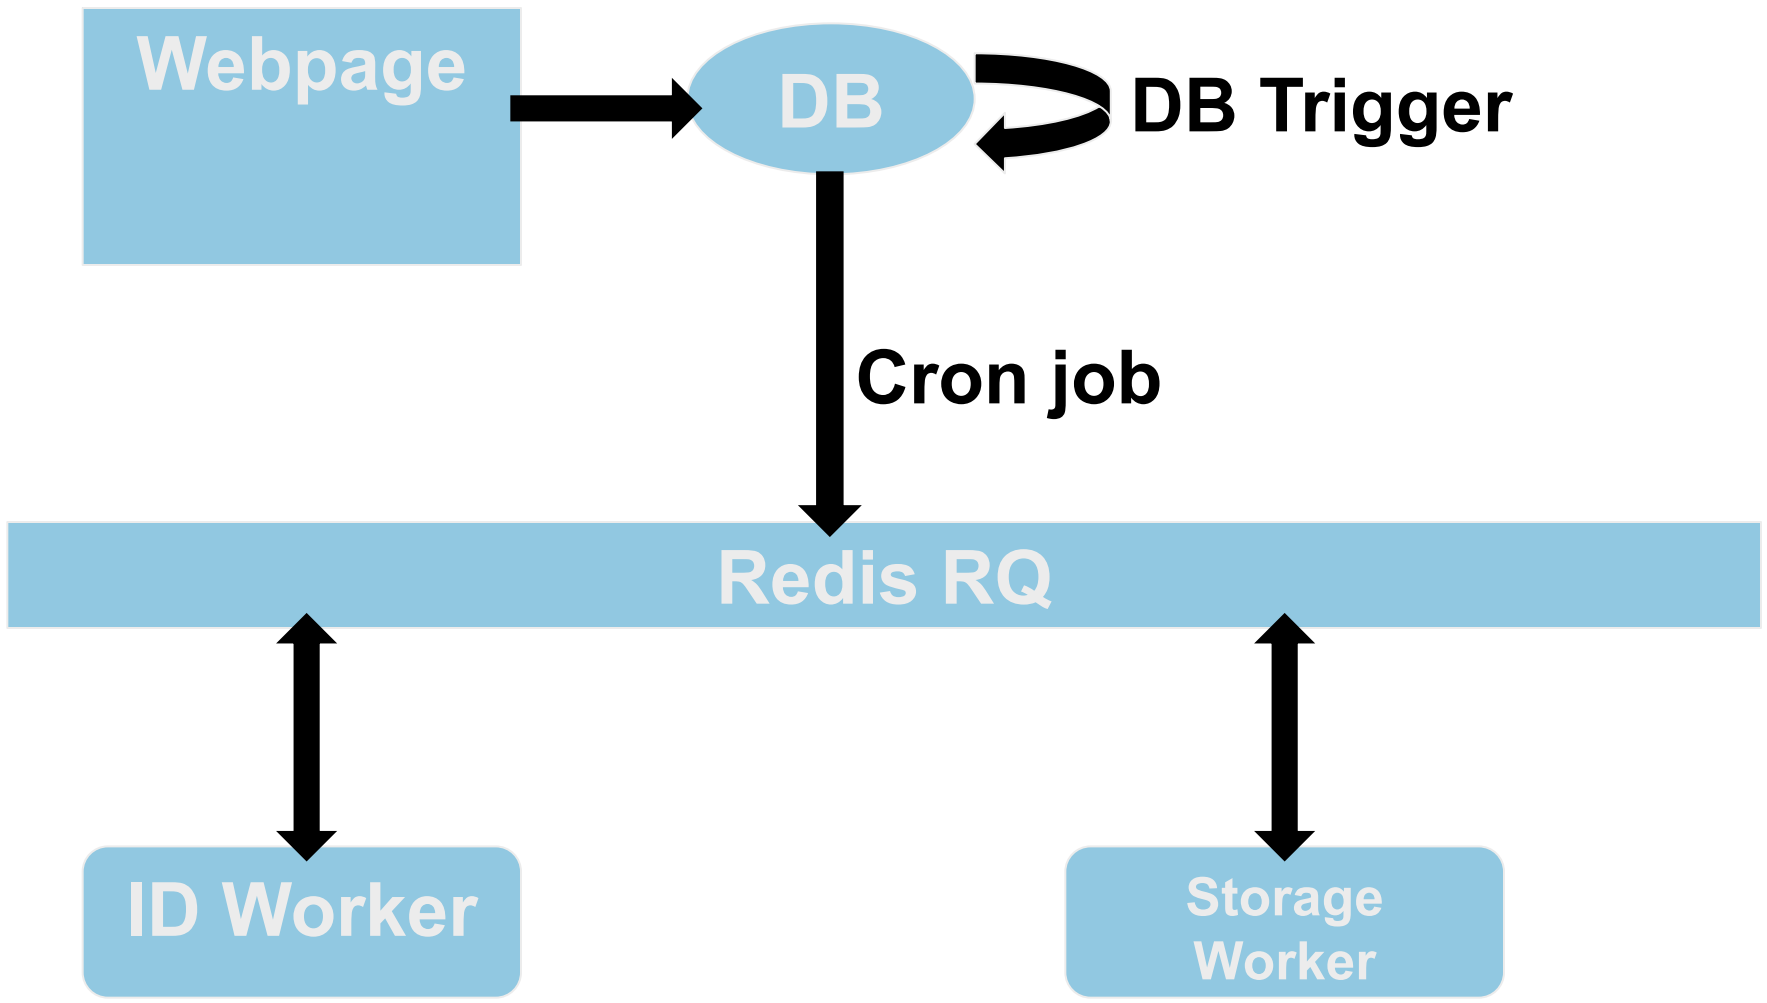 Webpage
DB
DB Trigger
Cron job
Redis RQ
ID Worker
Storage
Worker